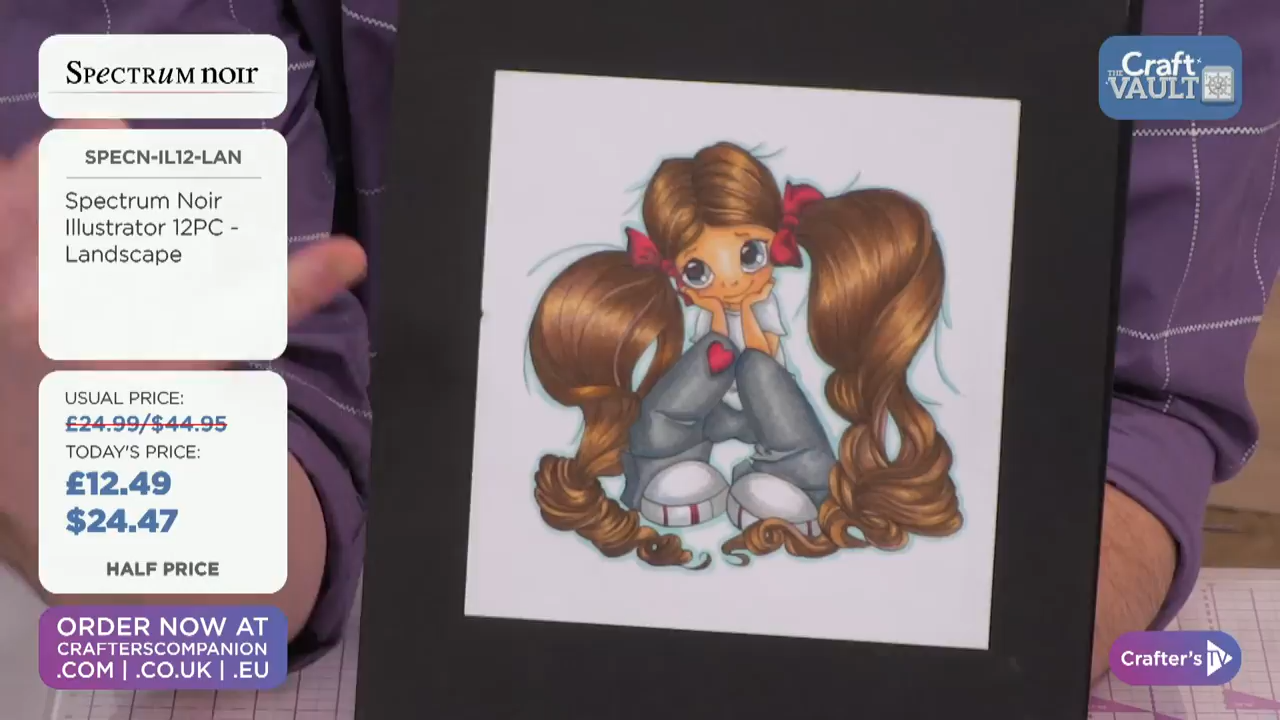 SPECTRUM NOIR
SPECN-IL12-LAN
Spectrum Noir
Illustrator 12PC -
Landscape
USUAL PRICE:
£24.99/$44.95
TODAY'S PRICE:
£12.49
$24.47
HALF PRICE
ORDER NOW AT
CRAFTERSCOMPANION
.COM | .CO.UK | .EU
THE Craft
VAULT
Crafter's TV